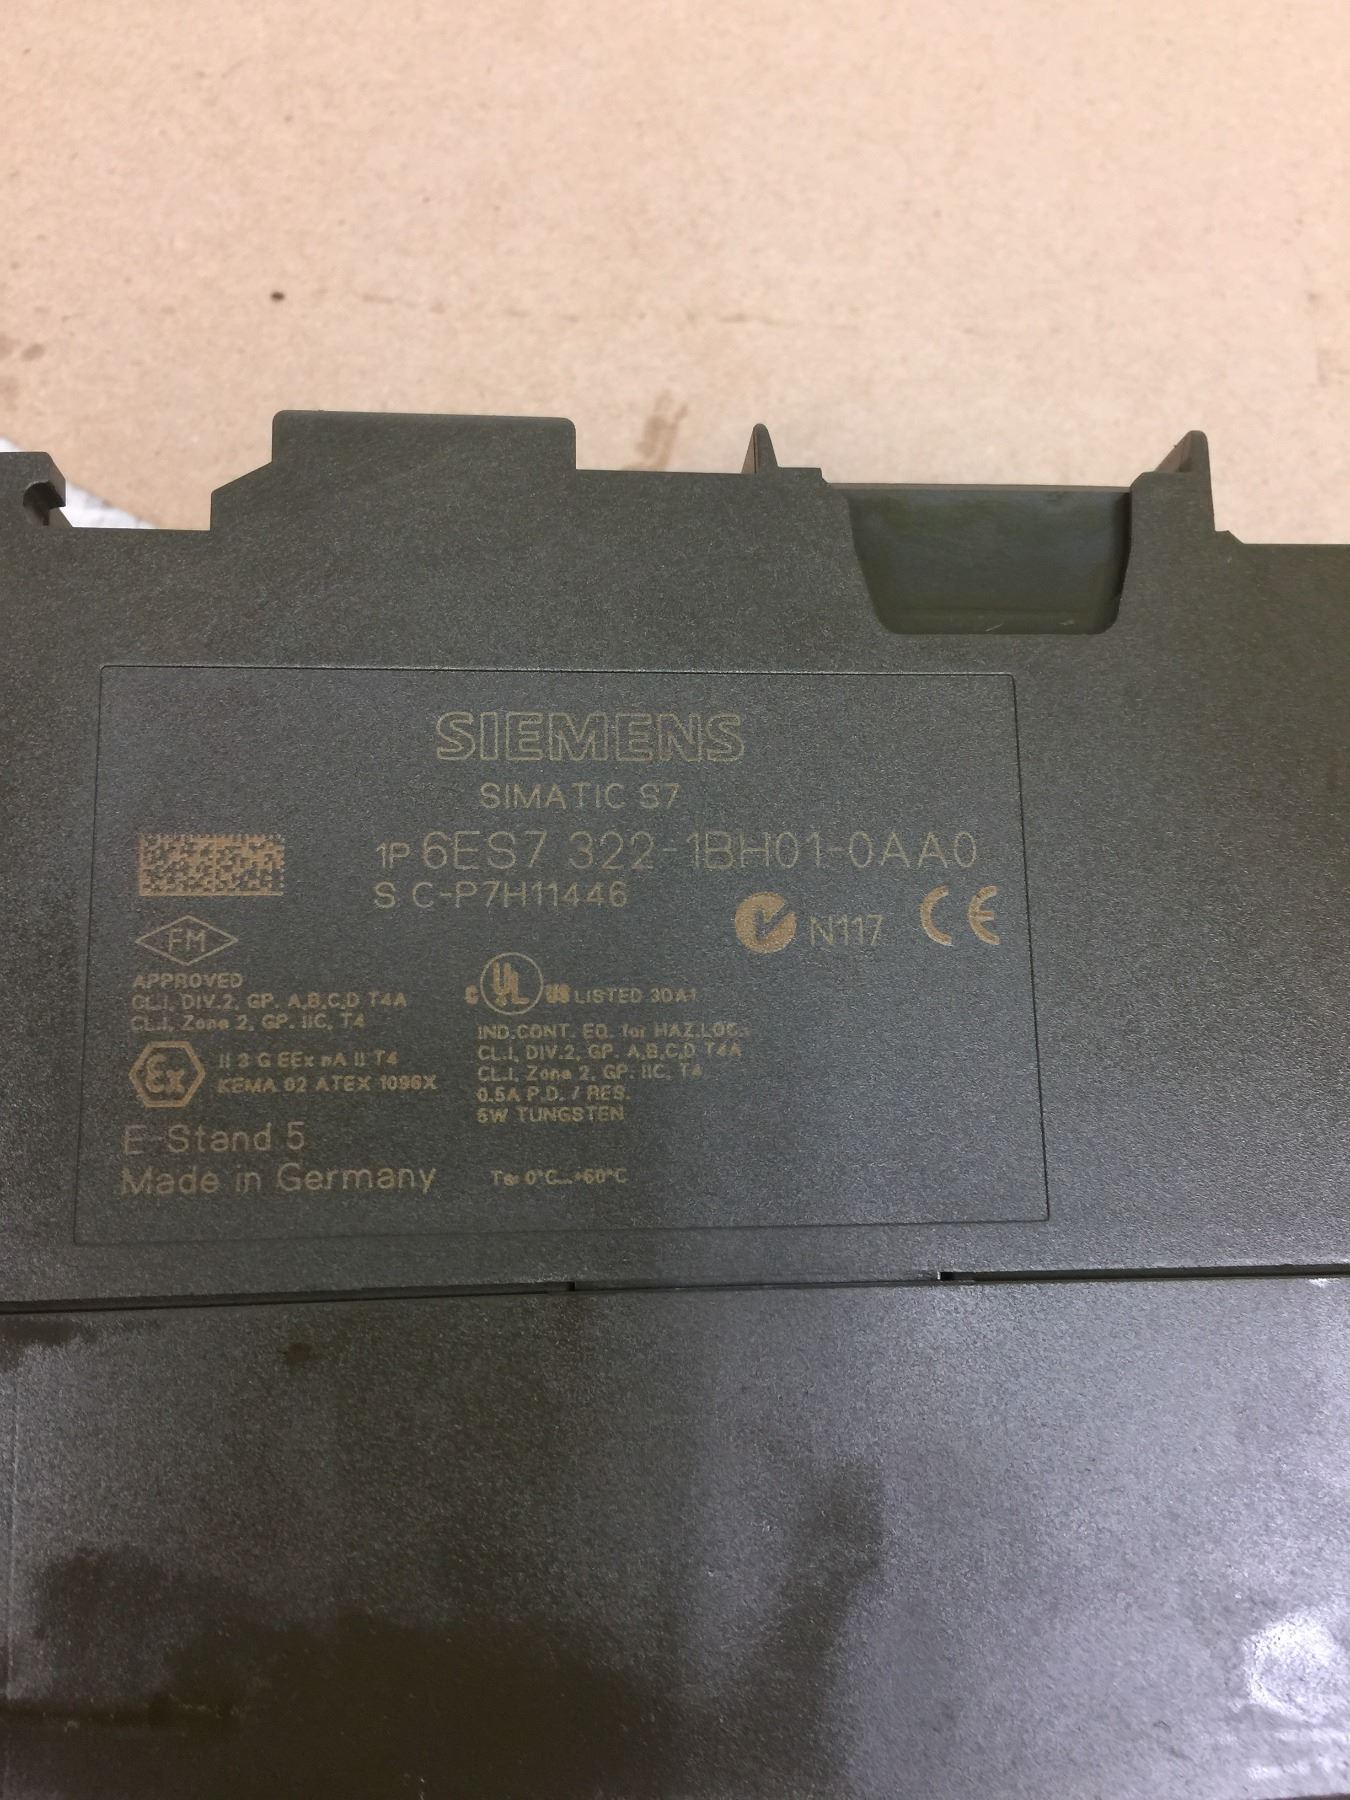 SIEMENS
SIMATIC S7
1P 6ES7 322-1BH01-0AA0
S C-P7H11446
N117 CE
FM
APPROVED
CL.I, DIV.2, GP. A,B,C,D T4A
CL.I, Zone 2, GP. IIC, T4
Ex II 3 G EEx nA II T4
KEMA 02 ATEX 1096X
E-Stand 5
Made in Germany
C UL US LISTED 30A1
IND.CONT. EQ. for HAZ.LOC.:
CL.I, DIV.2, GP. A,B,C,D T4A
CL.I, Zone 2, GP. IIC, T4
0.5A P.D. / RES.
5W TUNGSTEN
0°C...+60°C